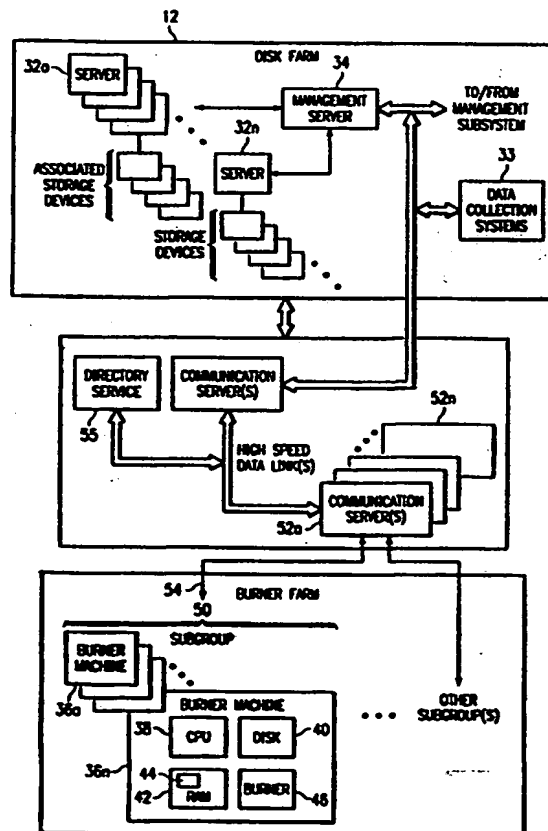 12
DISK FARM
32a
SERVER
34
MANAGEMENT
SERVER
TO/FROM
MANAGEMENT
SUBSYSTEM
32n
SERVER
33
ASSOCIATED
STORAGE
DEVICES
DATA
COLLECTION
SYSTEMS
STORAGE
DEVICES
DIRECTORY
SERVICE
COMMUNICATION
SERVER(S)
52n
55
HIGH SPEED
DATA LINK(S)
COMMUNICATION
SERVER(S)
52a
54
BURNER FARM
50
SUBGROUP
BURNER
MACHINE
36a
BURNER MACHINE
OTHER
SUBGROUP(S)
38
CPU
DISK
40
36n
44
42
RAM
BURNER
46